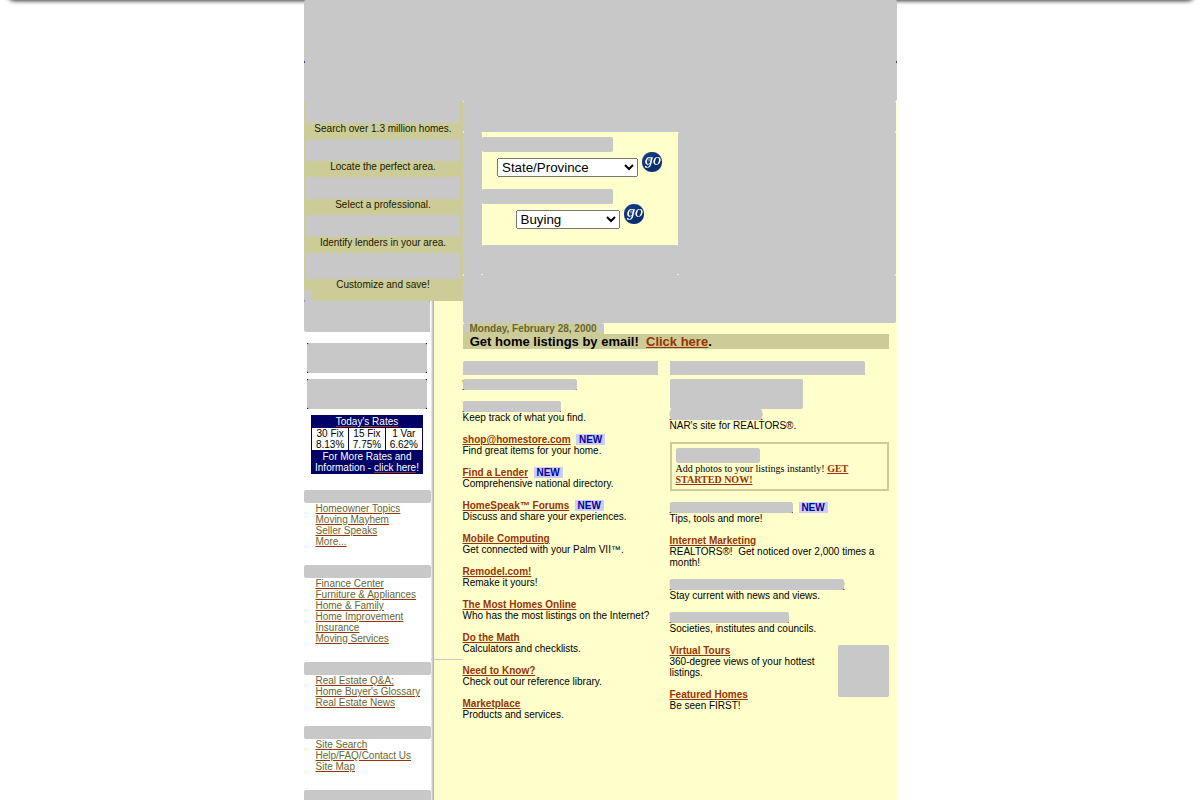 Search over 1.3 million homes.
Locate the perfect area.
Select a professional.
Identify lenders in your area.
Customize and save!
State/Province
go
Buying
go
Monday, February 28, 2000
Get home listings by email!  Click here.
Today's Rates
30 Fix 15 Fix 1 Var
8.13% 7.75% 6.62%
For More Rates and
Information - click here!
Homeowner Topics
Moving Mayhem
Seller Speaks
More...
Finance Center
Furniture & Appliances
Home & Family
Home Improvement
Insurance
Moving Services
Real Estate Q&A:
Home Buyer's Glossary
Real Estate News
Site Search
Help/FAQ/Contact Us
Site Map
Keep track of what you find.
shop@homestore.com NEW
Find great items for your home.
Find a Lender NEW
Comprehensive national directory.
HomeSpeak™ Forums NEW
Discuss and share your experiences.
Mobile Computing
Get connected with your Palm VII™.
Remodel.com!
Remake it yours!
The Most Homes Online
Who has the most listings on the Internet?
Do the Math
Calculators and checklists.
Need to Know?
Check out our reference library.
Marketplace
Products and services.
NAR's site for REALTORS®.
Add photos to your listings instantly! GET
STARTED NOW!
NEW
Tips, tools and more!
Internet Marketing
REALTORS®!  Get noticed over 2,000 times a
month!
Stay current with news and views.
Societies, institutes and councils.
Virtual Tours
360-degree views of your hottest
listings.
Featured Homes
Be seen FIRST!